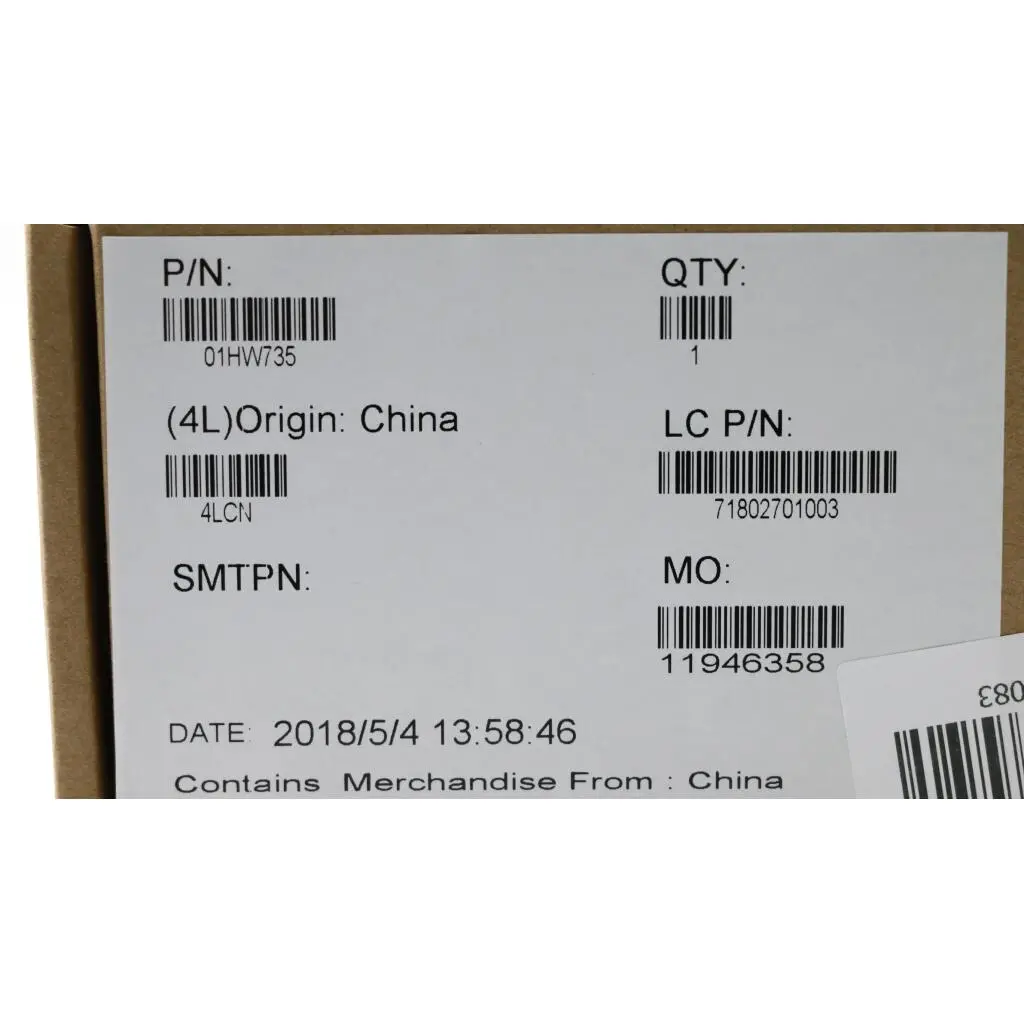 P/N:
01HW735
QTY:
1
(4L)Origin: China
4LCN
LC P/N:
71802701003
SMTPN:
MO:
11946358
DATE: 2018/5/4 13:58:46
Contains Merchandise From : China
083